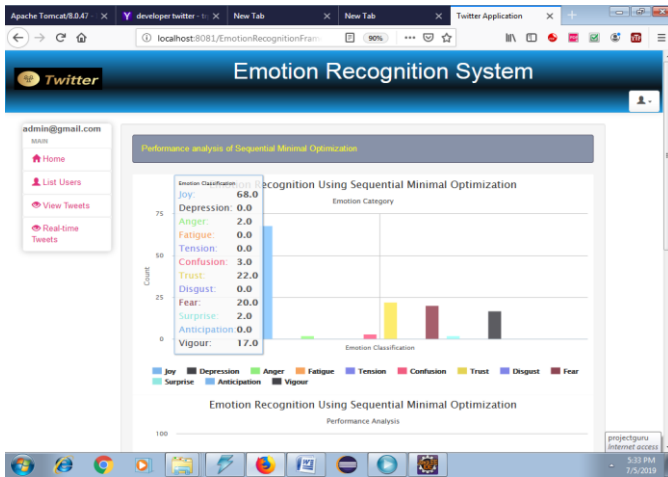 Apache Tomcat/8.0.47 -
developer twitter - t
New Tab
New Tab
Twitter Application
localhost:8081/EmotionRecognitionFram
90%
Twitter
Emotion Recognition System
admin@gmail.com
MAIN
Home
List Users
View Tweets
Real-time
Tweets
Performance analysis of Sequential Minimal Optimization
Recognition Using Sequential Minimal Optimization
Emotion Category
Emotion Classification
Joy: 68.0
Depression: 0.0
Anger: 2.0
Fatigue: 0.0
Tension: 0.0
Confusion: 3.0
Trust: 22.0
Disgust: 0.0
Fear: 20.0
Surprise: 2.0
Anticipation: 0.0
Vigour: 17.0
75
50
25
0
Count
Emotion Classification
Joy Depression Anger Fatigue Tension Confusion Trust Disgust Fear
Surprise Anticipation Vigour
Emotion Recognition Using Sequential Minimal Optimization
Performance Analysis
100
projectguru
Internet access
5:33 PM
7/5/2019